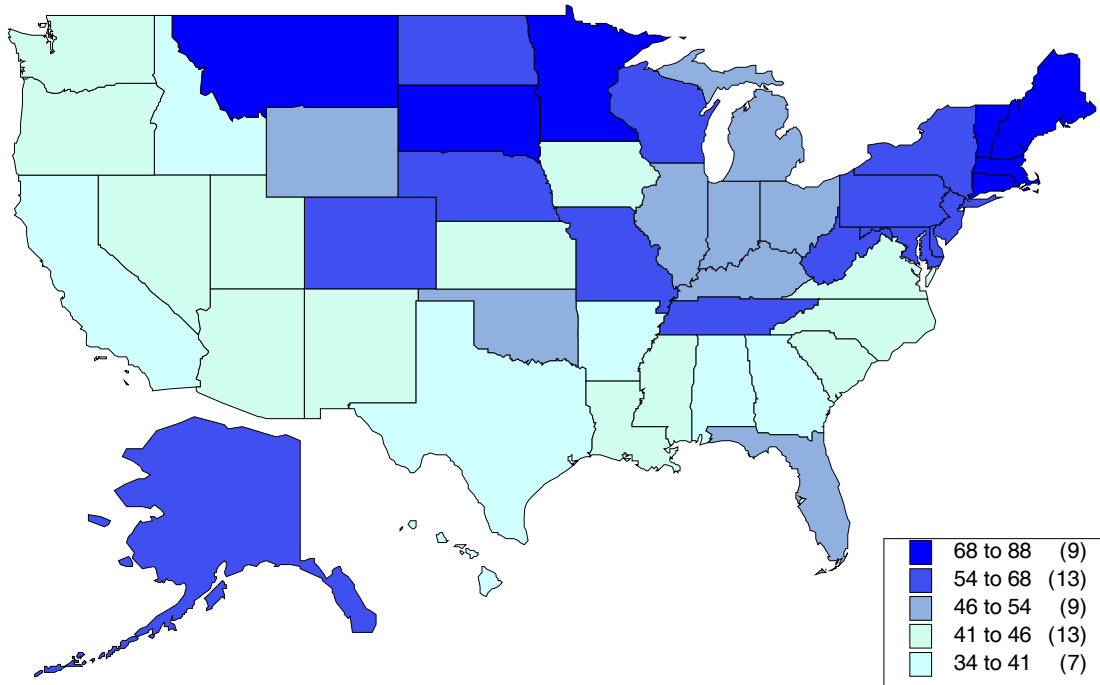 68 to 88 (9)
54 to 68 (13)
46 to 54 (9)
41 to 46 (13)
34 to 41 (7)